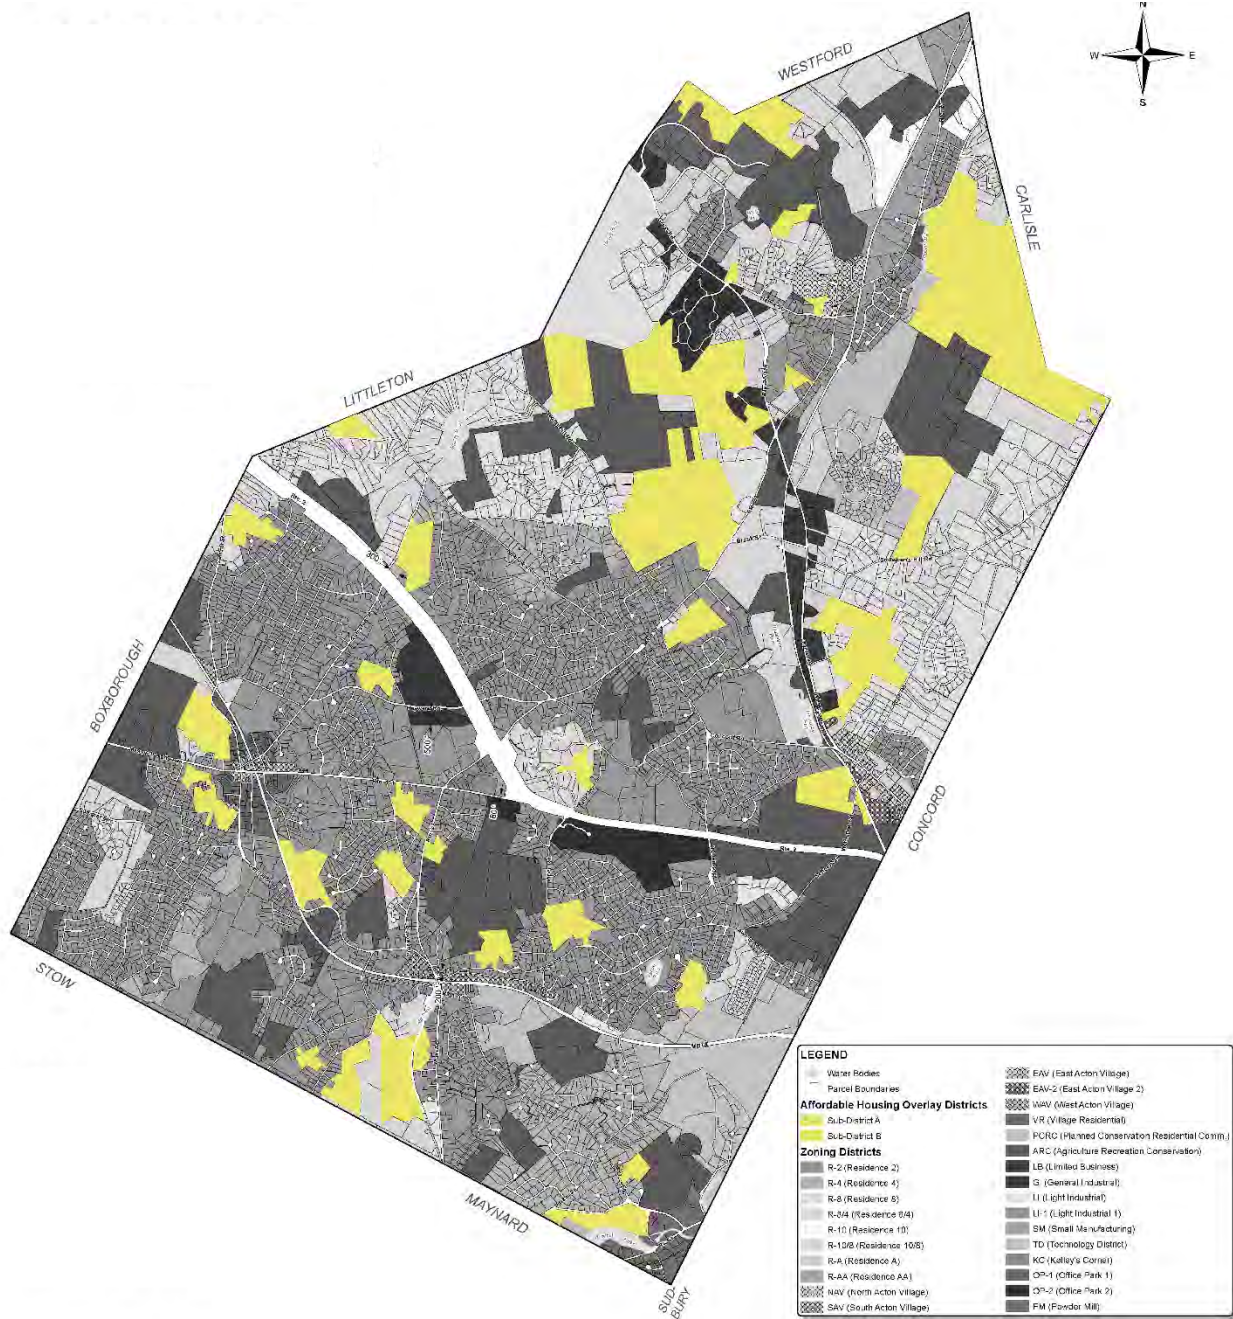 N
W
E
S
WESTFORD
CARLISLE
LITTLETON
BOXBOROUGH
CONCORD
STOW
MAYNARD
SUD-
BURY
Rte. 2
LEGEND
Water Bodies
Parcel Boundaries
Affordable Housing Overlay Districts
Sub-District A
Sub-District B
Zoning Districts
R-2 (Residence 2)
R-4 (Residence 4)
R-8 (Residence 8)
R-8/4 (Residence 8/4)
R-10 (Residence 10)
R-10/8 (Residence 10/8)
R-A (Residence A)
R-AA (Residence AA)
NAV (North Acton Village)
SAV (South Acton Village)
EAV (East Acton Village)
EAV-2 (East Acton Village 2)
WAV (West Acton Village)
VR (Village Residential)
PCRC (Planned Conservation Residential Comm.)
ARC (Agriculture Recreation Conservation)
LB (Limited Business)
GI (General Industrial)
LI (Light Industrial)
LI-1 (Light Industrial 1)
SM (Small Manufacturing)
TD (Technology District)
KC (Kelley's Corner)
OP-1 (Office Park 1)
OP-2 (Office Park 2)
PM (Powder Mill)